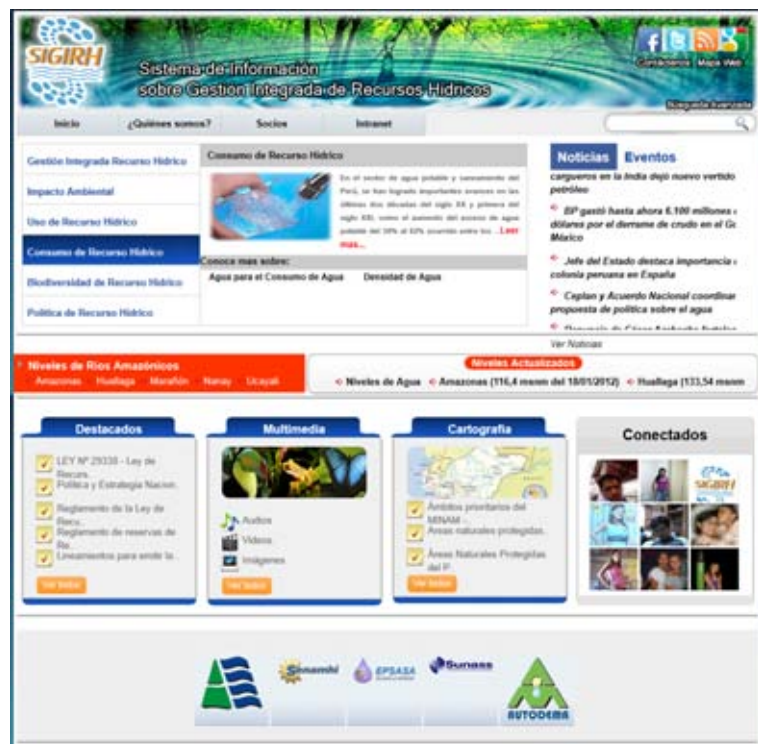 SIGIRH
Sistema de Información
sobre Gestion Integrada de Recursos Hidricos
Contáctenos Mapa Web
Búsqueda Avanzada
Inicio ¿Quiénes somos? Socios Intranet
Gestión Integrada Recurso Hídrico
Impacto Ambiental
Uso de Recurso Hídrico
Consumo de Recurso Hídrico
Biodiversidad de Recurso Hídrico
Política de Recurso Hídrico
Consumo de Recurso Hídrico
En el sector de agua potable y saneamiento del
Perú, se han logrado importantes avances en las
últimas dos décadas del siglo XX y primera del
siglo XXI, como el aumento del acceso de agua
potable del 30% al 62% ocurrido entre los ...Leer
mas...
Conoce mas sobre:
Agua para el Consumo de Agua Densidad de Agua
Noticias Eventos
cargueros en la India dejó nuevo vertido
petróleo
BP gastó hasta ahora 6.100 millones
dólares por el derrame de crudo en el Go
México
Jefe del Estado destaca importancia
colonia peruana en España
Ceplan y Acuerdo Nacional coordinar
propuesta de política sobre el agua
Ver Noticias
Niveles de Rios Amazónicos
Amazonas Huallaga Marañón Nanay Ucayali
Niveles Actualizados
Niveles de Agua Amazonas (116,4 msnm del 18/01/2012) Huallaga (133,54 msnm
Destacados
LEY Nº 29338 - Ley de
Recurs..
Política y Estrategia Nacion..
Reglamento de la Ley de
Recu..
Reglamento de reservas de
Re..
Lineamientos para emitir la..
Ver todos
Multimedia
Audios
Videos
Imágenes
Ver todos
Cartografía
Ámbitos prioritarios del
MINAM -..
Areas naturales protegidas..
Áreas Naturales Protegidas
del P..
Ver todos
Conectados
SIGIRH
Senamhi
EPSASA
Sunass
AUTODEMA